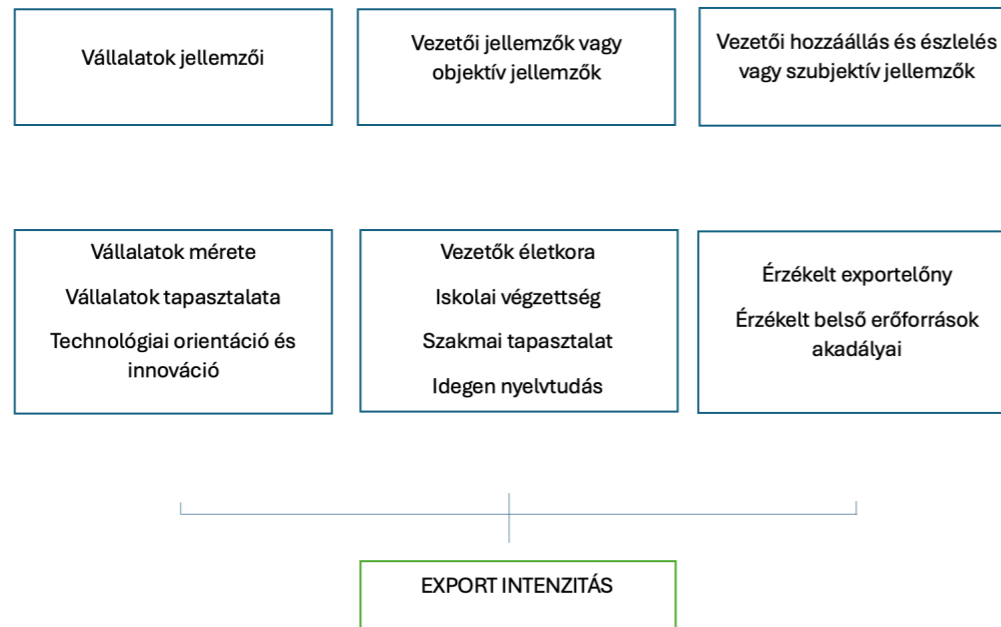 Vállalatok jellemzői
Vezetői jellemzők vagy
objektív jellemzők
Vezetői hozzáállás és észlelés
vagy szubjektív jellemzők
Vállalatok mérete
Vállalatok tapasztalata
Technológiai orientáció és
innováció
Vezetők életkora
Iskolai végzettség
Szakmai tapasztalat
Idegen nyelvtudás
Érzékelt exportelőny
Érzékelt belső erőforrások
akadályai
EXPORT INTENZITÁS